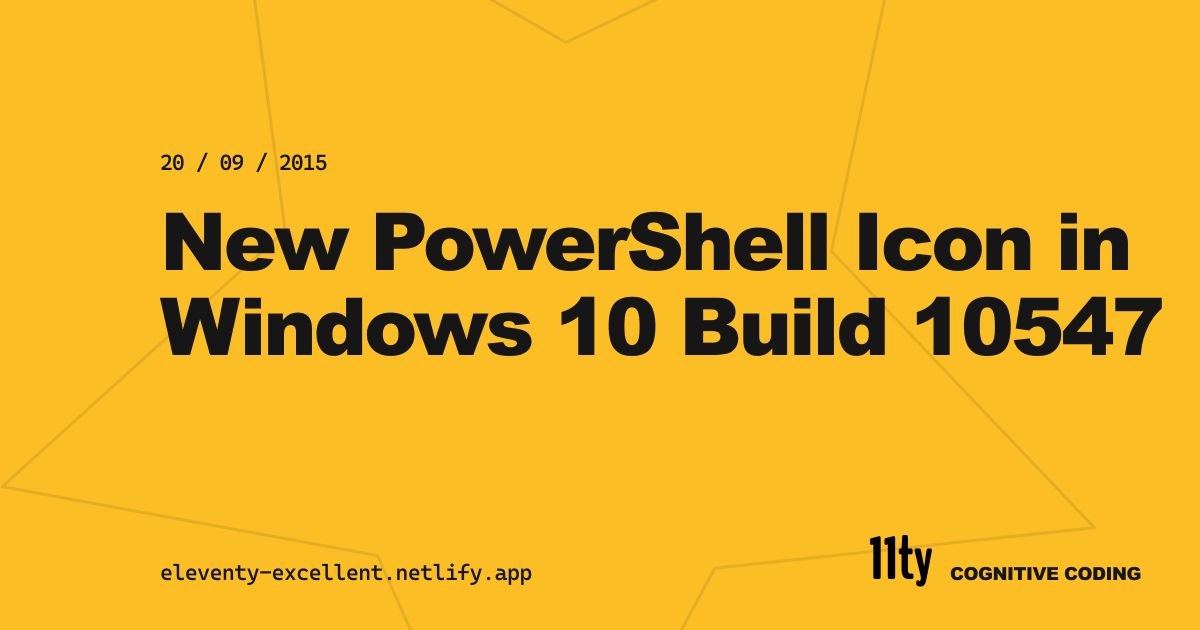 20 / 09 / 2015
New PowerShell Icon in
Windows 10 Build 10547
eleventy-excellent.netlify.app
11ty COGNITIVE CODING